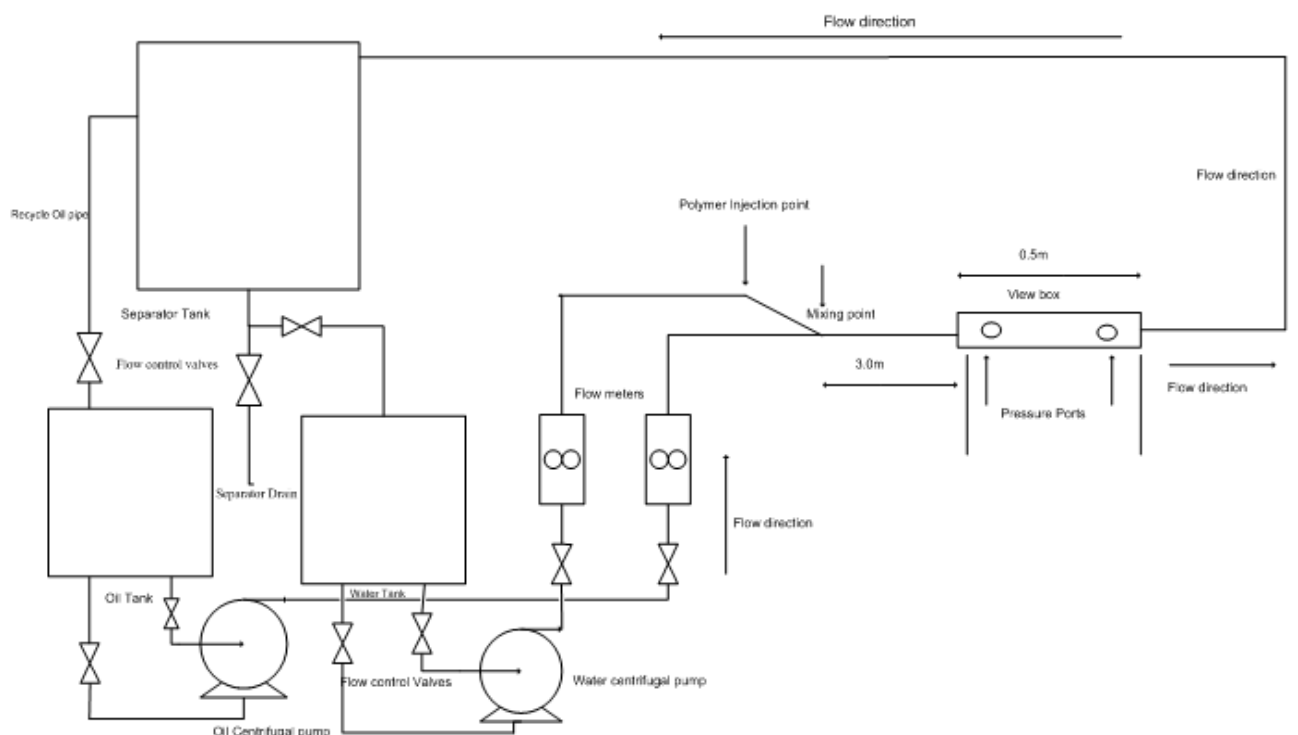 Flow direction
Flow direction
Recycle Oil pipe
Polymer Injection point
0.5m
View box
Separator Tank
Mixing point
Flow control valves
3.0m
Flow direction
Flow meters
Pressure Ports
Separator Drain
Flow direction
Oil Tank
Water Tank
Flow control Valves
Water centrifugal pump
Oil Centrifugal pump